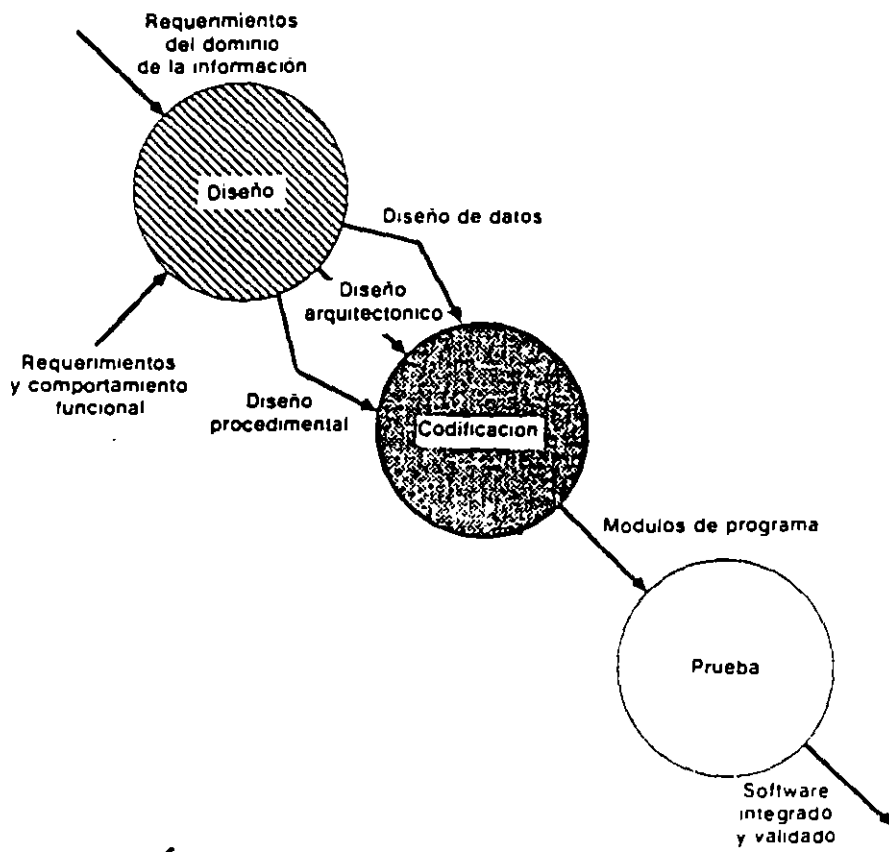 Requerimientos
del dominio
de la información
Diseño
Diseño de datos
Diseño
arquitectónico
Requerimientos
y comportamiento
funcional
Diseño
procedimental
Codificacion
Modulos de programa
Prueba
Software
integrado
y validado